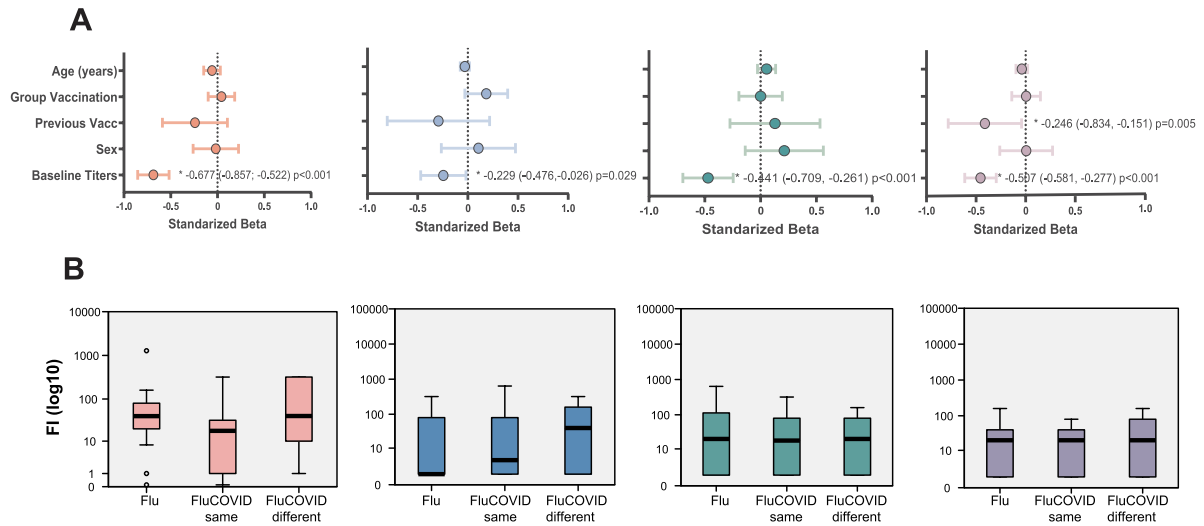 A
Age (years)
Group Vaccination
Previous Vacc
* -0.246 (-0.834, -0.151) p=0.005
Sex
Baseline Titers
* -0.677 (-0.857; -0.522) p<0.001
* -0.229 (-0.476,-0.026) p=0.029
* -0.441 (-0.709, -0.261) p<0.001
* -0.507 (-0.581, -0.277) p<0.001
-1.0 -0.5 0 0.5 1.0
-1.0 -0.5 0 0.5 1.0
-1.0 -0.5 0 0.5 1.0
-1.0 -0.5 0 0.5 1.0
Standarized Beta
Standarized Beta
Standarized Beta
Standarized Beta
B
FI (log10)
10000
1000
100
10
1
0
Flu
FluCOVID
same
FluCOVID
different
100000
10000
1000
100
10
0
Flu
FluCOVID
same
FluCOVID
different
100000
10000
1000
100
10
0
Flu
FluCOVID
same
FluCOVID
different
100000
10000
1000
100
10
0
Flu
FluCOVID
same
FluCOVID
different